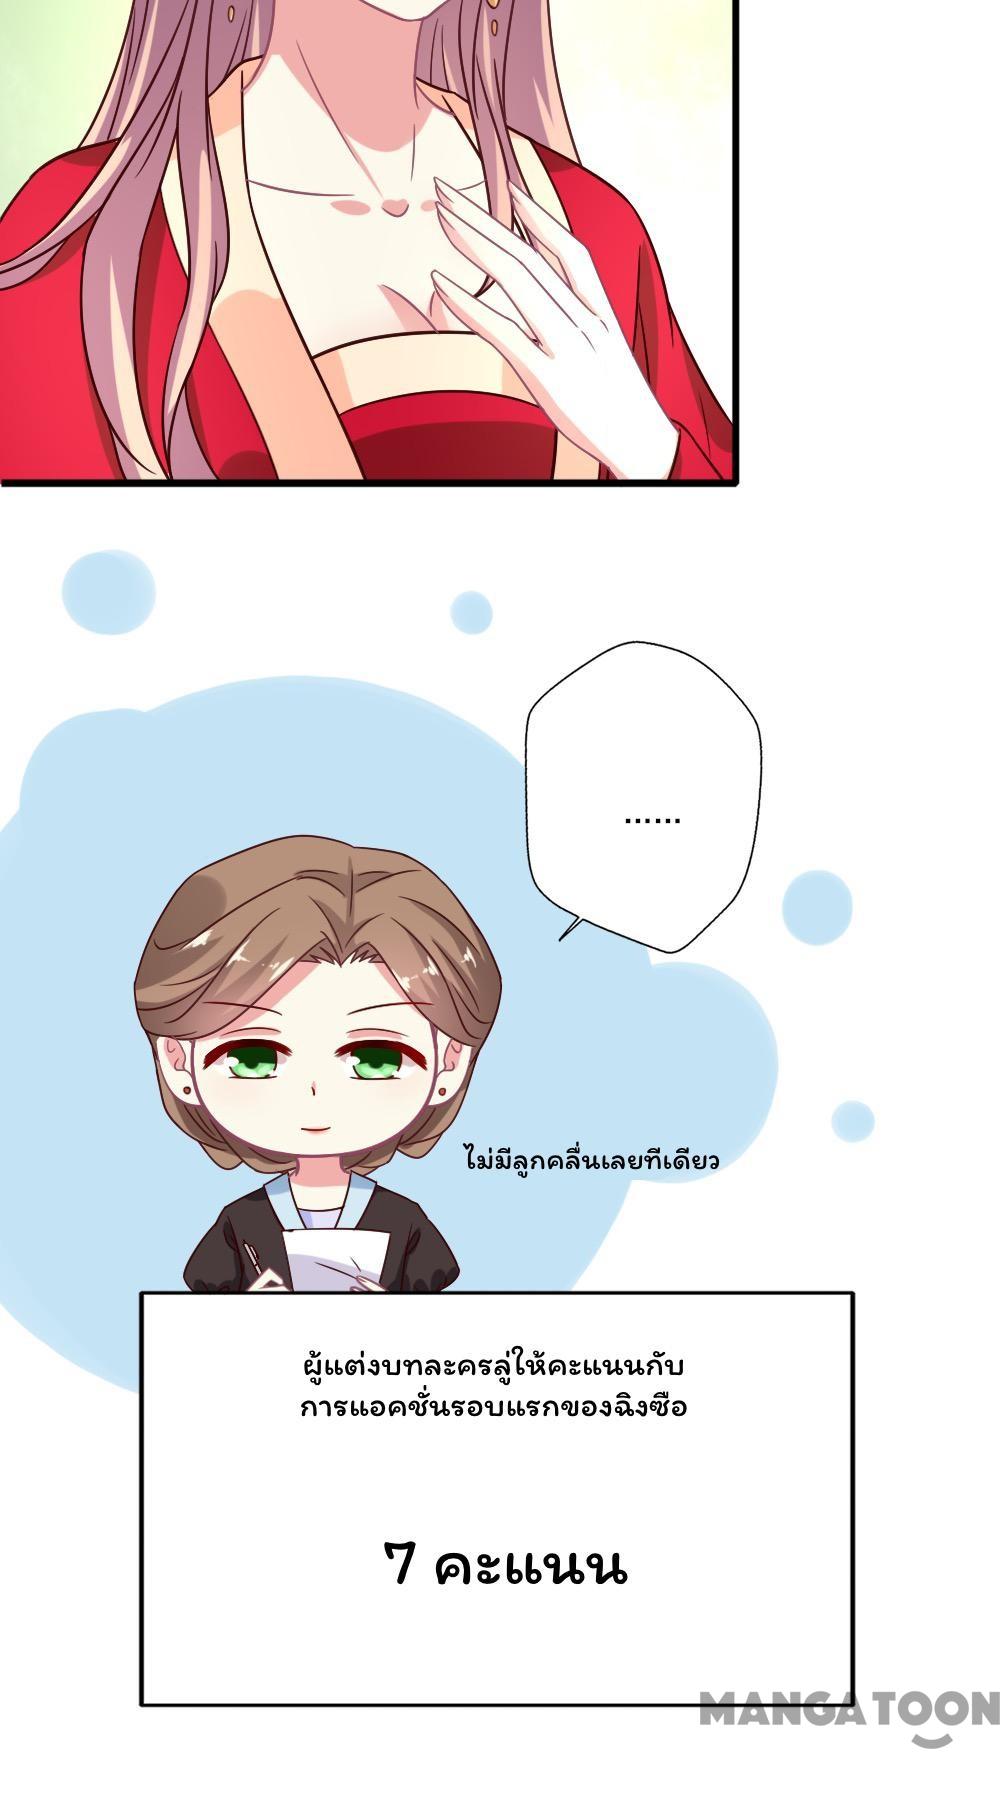 ......
ไม่มีลูกคลื่นเลยทีเดียว
ผู้แต่งบทละครลู่ให้คะแนนกับ
การแอคชั่นรอบแรกของฉิงซือ
7 คะแนน
MANGATOON